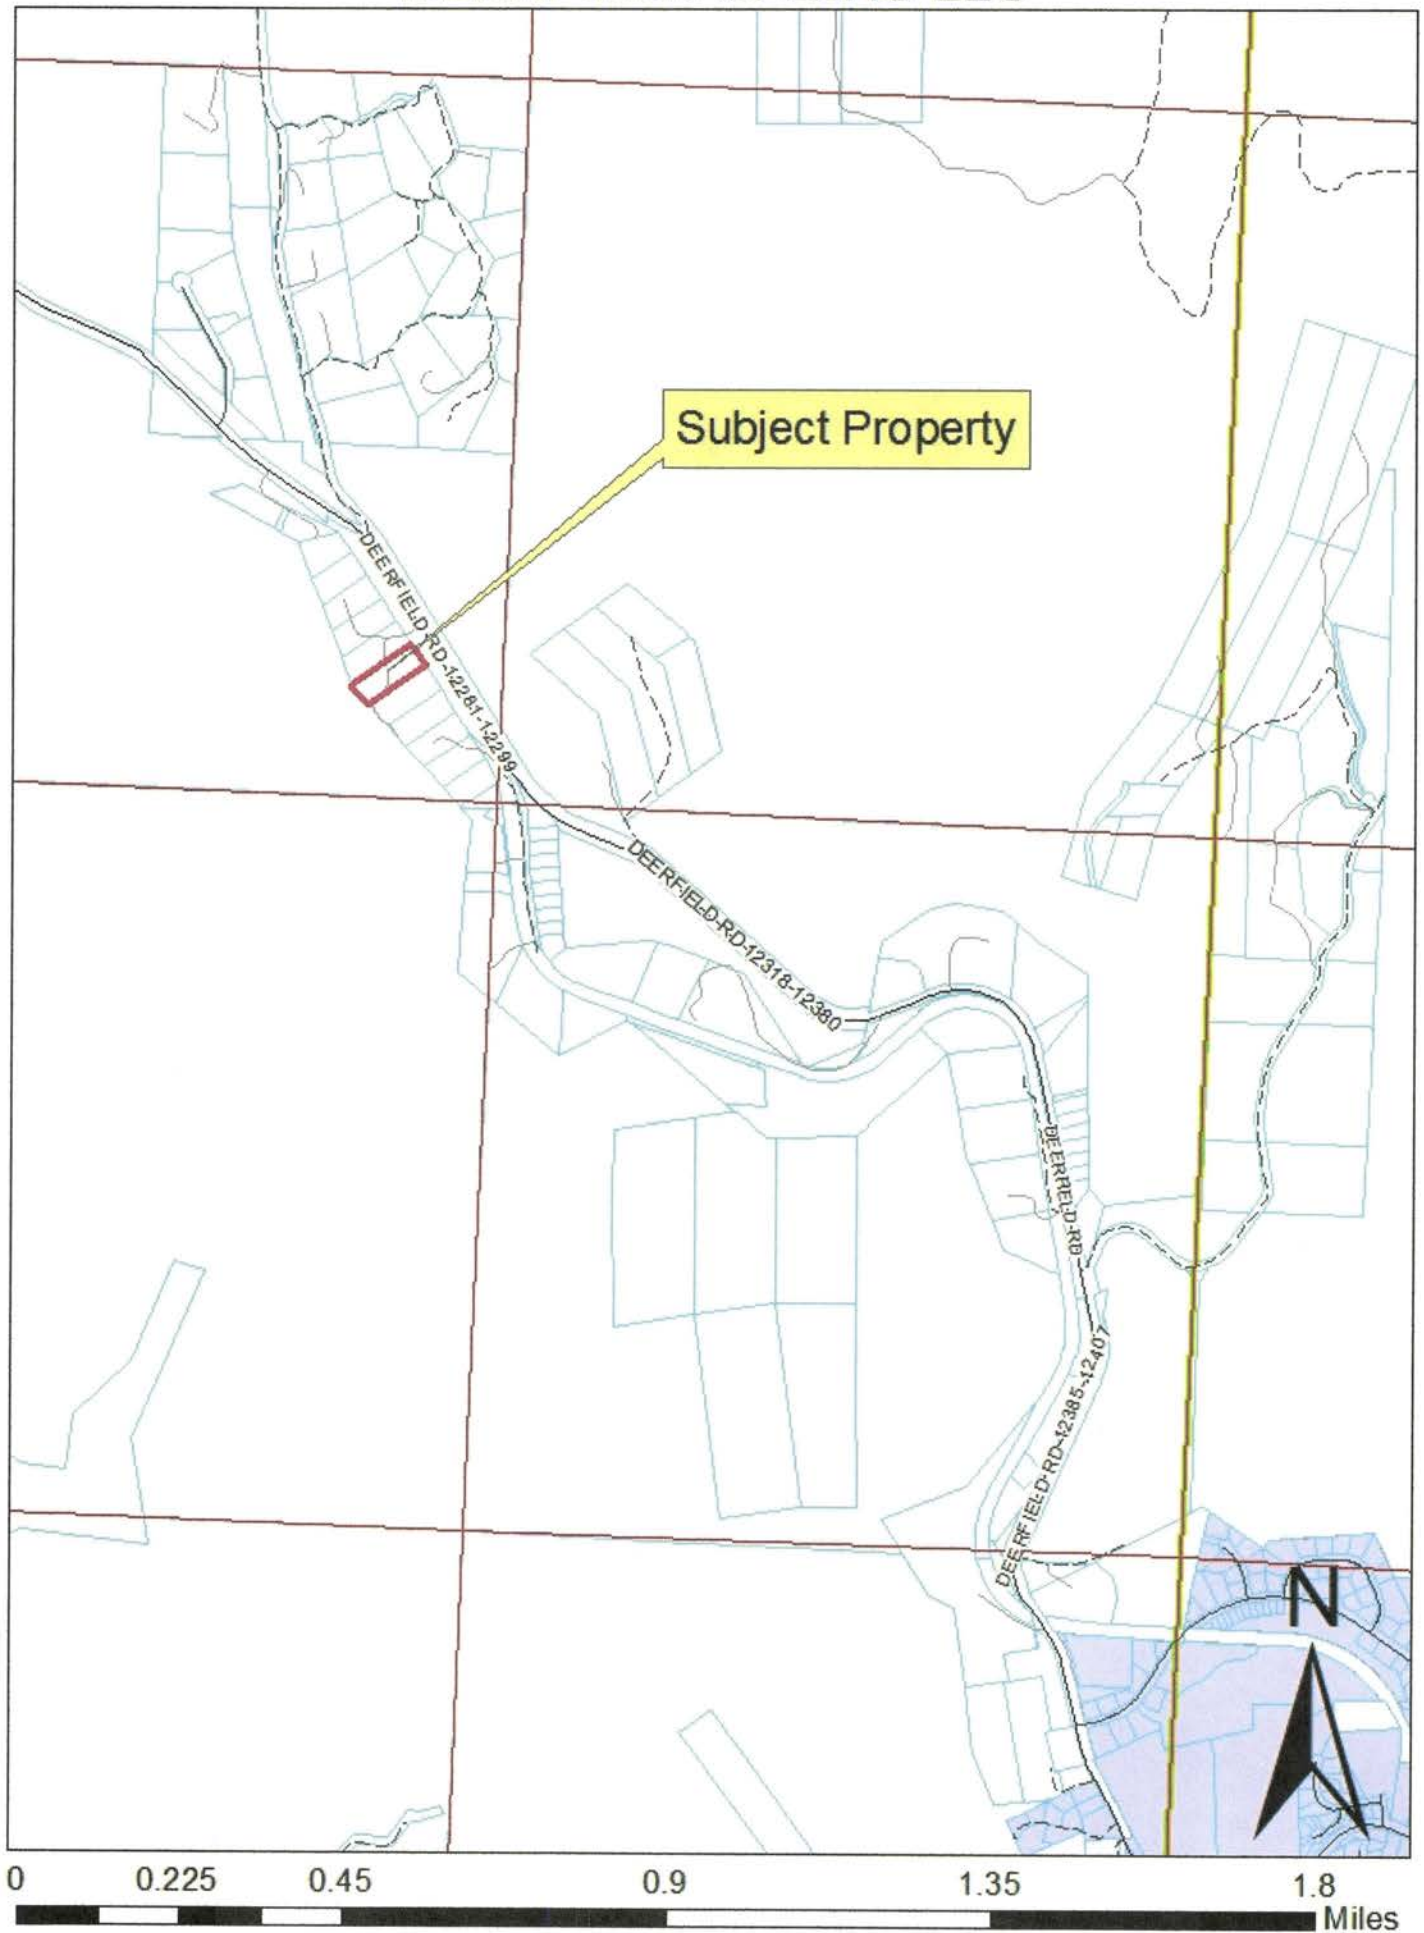 Subject Property
DEERFIELD-RD-12281-12299
DEERFIELD-RD-12318-12380
DEERFIELD-RD
DEERFIELD-RD-12385-12407
N
0 0.225 0.45 0.9 1.35 1.8
Miles